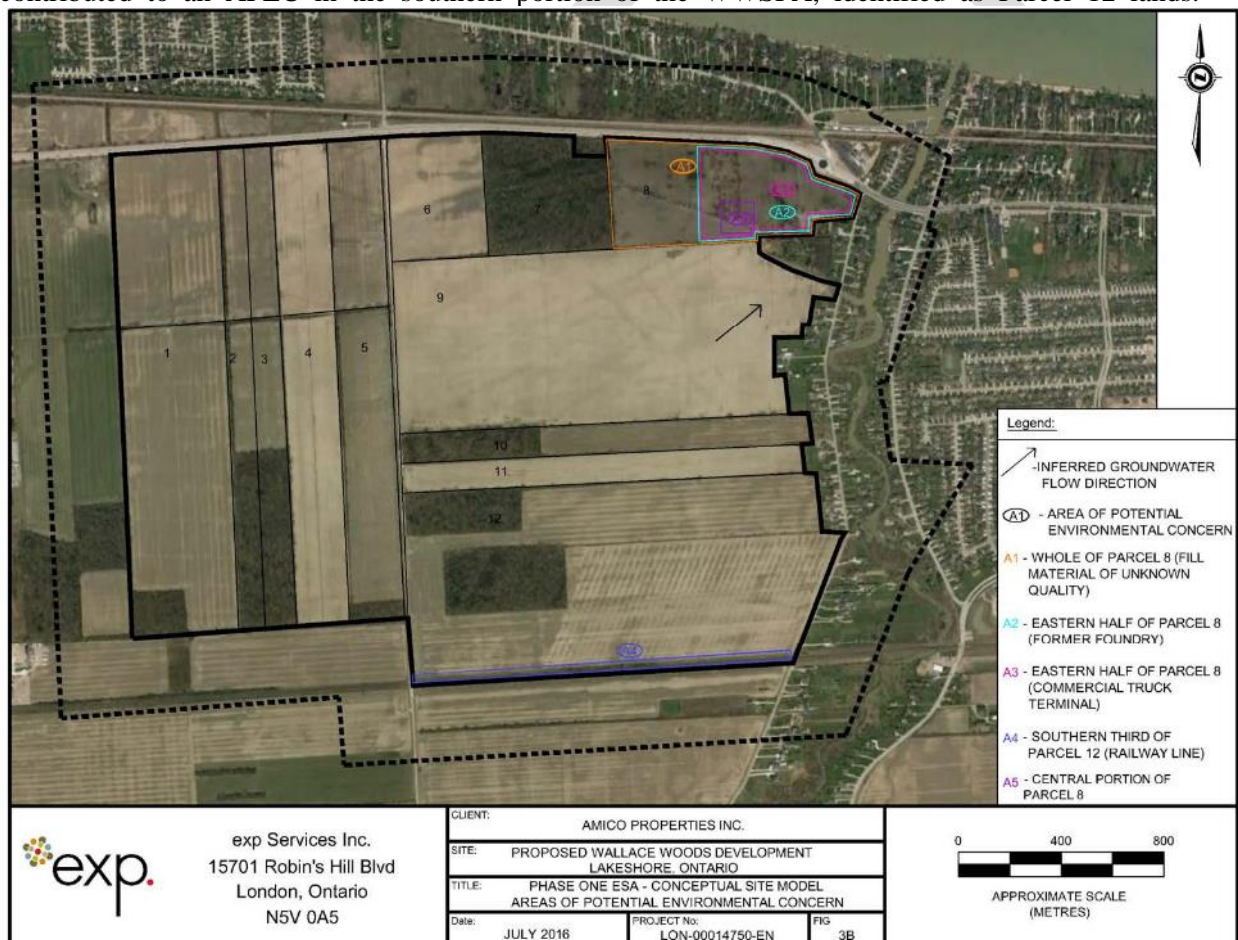 contributed to an APEC in the southern portion of the WWSPA, identified as Parcel 12 lands.
A1
8
A2
6
7
9
1
2
3
4
5
10
11
12
A4
Legend:
-INFERRED GROUNDWATER
FLOW DIRECTION
A1 - AREA OF POTENTIAL
ENVIRONMENTAL CONCERN
A1 - WHOLE OF PARCEL 8 (FILL
MATERIAL OF UNKNOWN
QUALITY)
A2 - EASTERN HALF OF PARCEL 8
(FORMER FOUNDRY)
A3 - EASTERN HALF OF PARCEL 8
(COMMERCIAL TRUCK
TERMINAL)
A4 - SOUTHERN THIRD OF
PARCEL 12 (RAILWAY LINE)
A5 - CENTRAL PORTION OF
PARCEL 8
exp.
exp Services Inc.
15701 Robin's Hill Blvd
London, Ontario
N5V 0A5
CLIENT:
AMICO PROPERTIES INC.
SITE: PROPOSED WALLACE WOODS DEVELOPMENT
LAKESHORE, ONTARIO
TITLE: PHASE ONE ESA - CONCEPTUAL SITE MODEL
AREAS OF POTENTIAL ENVIRONMENTAL CONCERN
Date: JULY 2016
PROJECT No: LON-00014750-EN
FIG 3B
0 400 800
APPROXIMATE SCALE
(METRES)